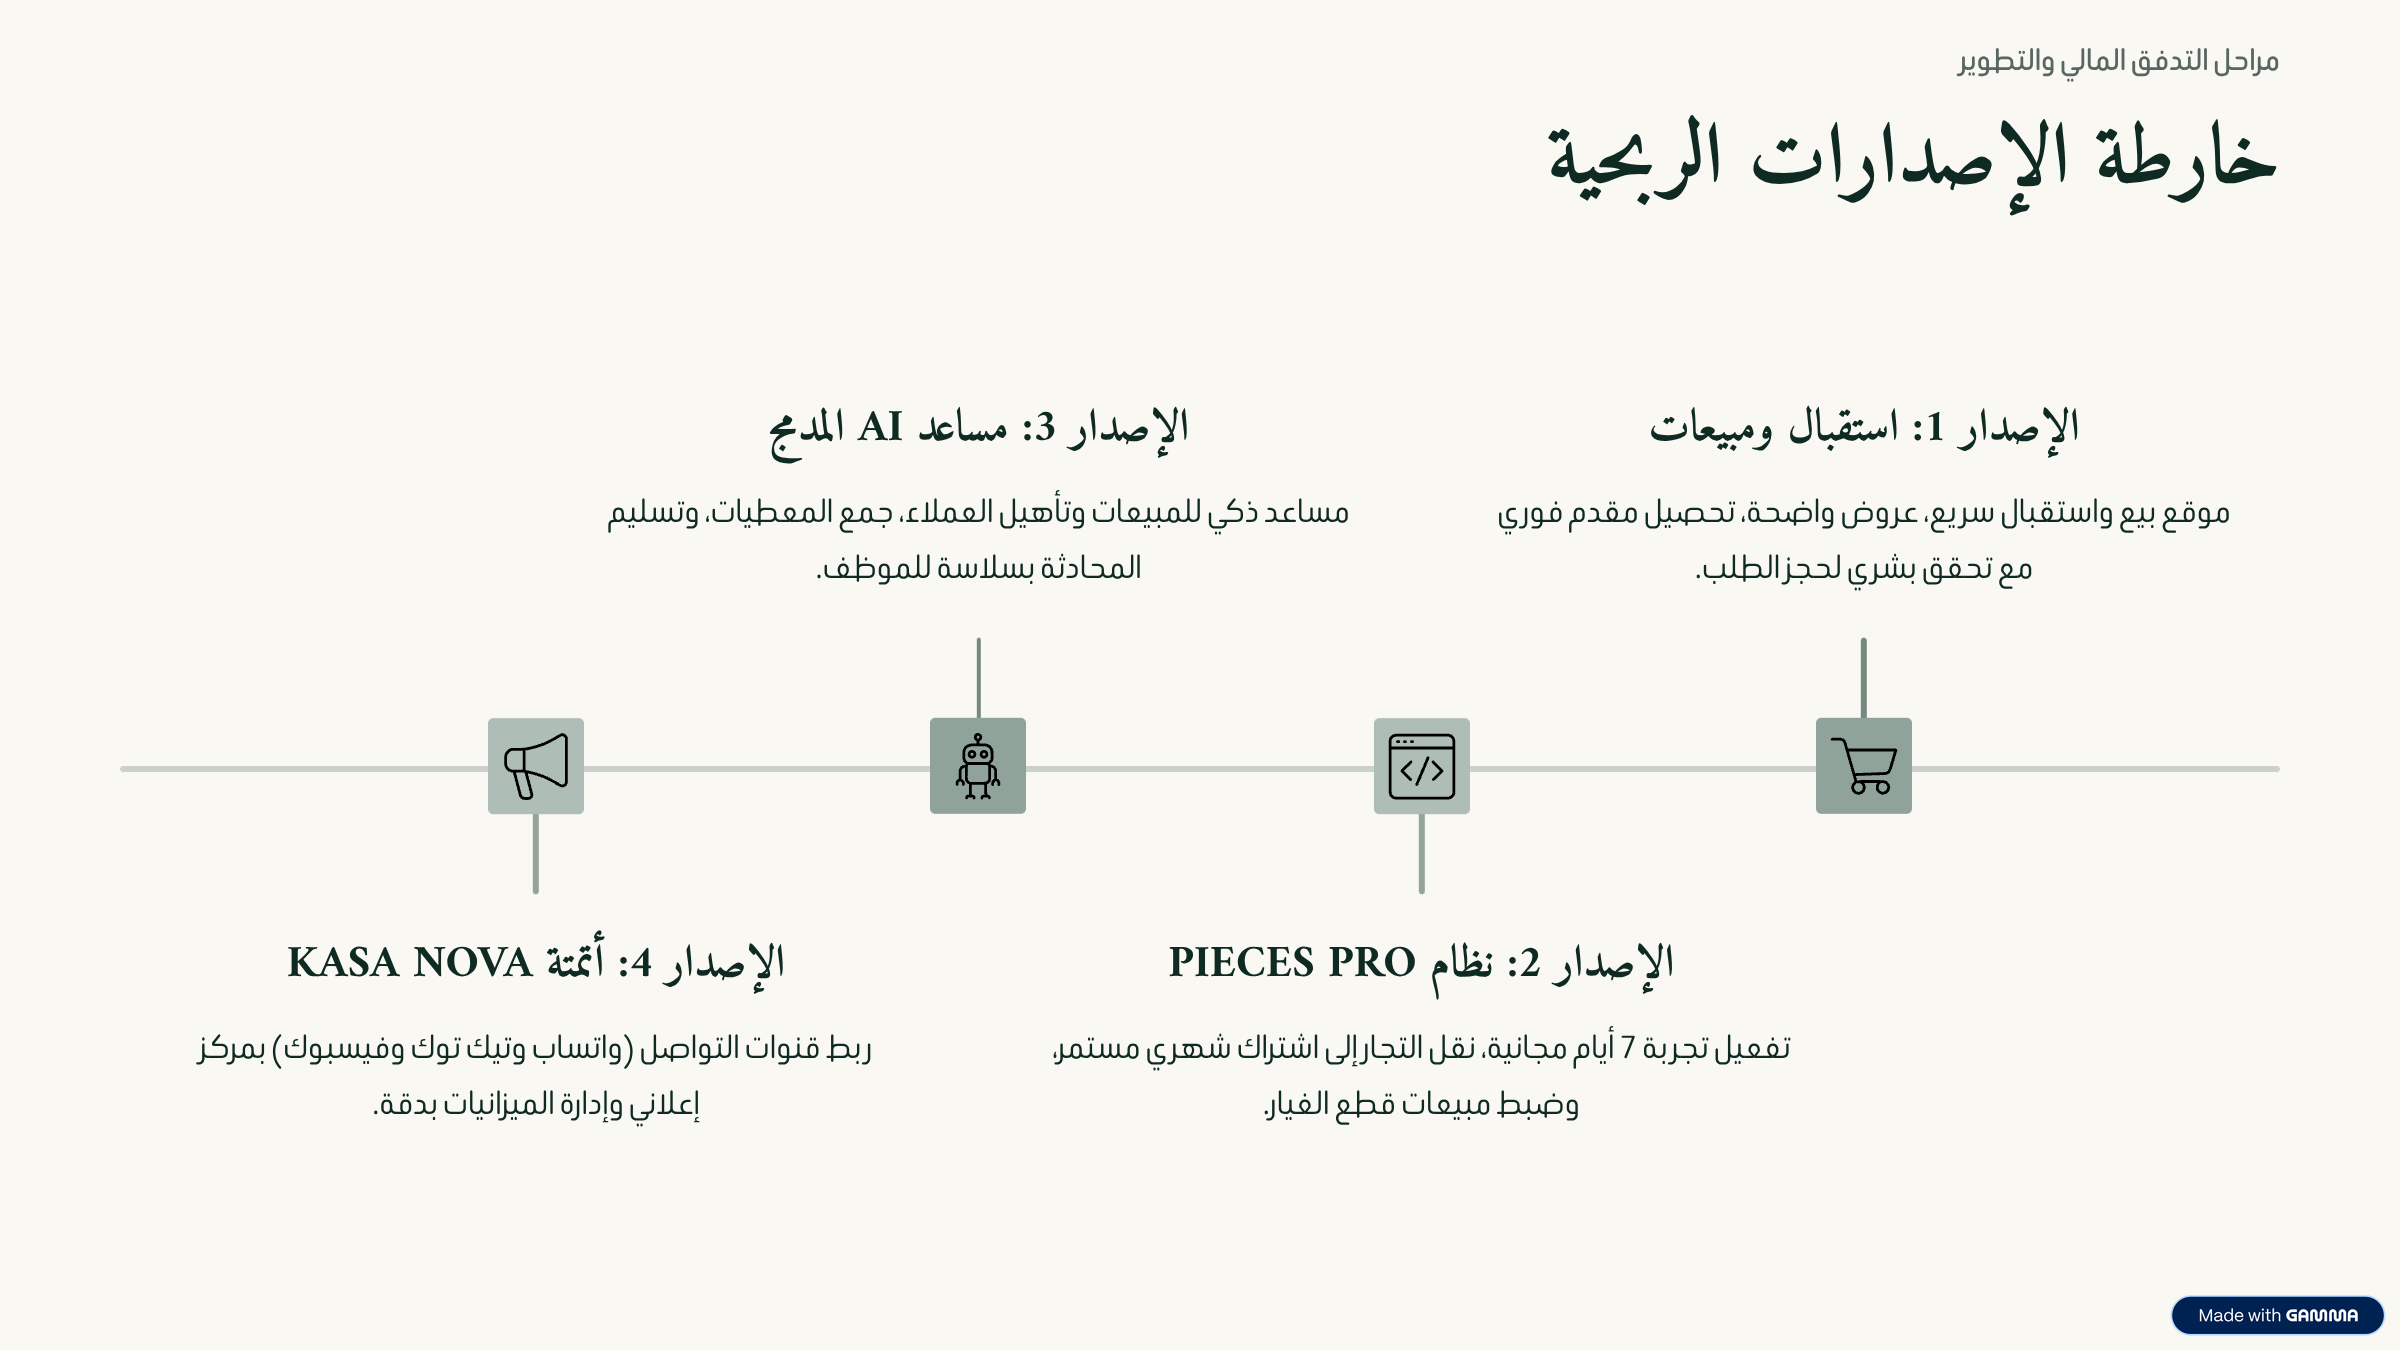 مراحل التدفق المالي والتطوير
خارطة الإصدارات الربحية
الإصدار 1: استقبال ومبيعات
موقع بيع واستقبال سريع، عروض واضحة، تحصيل مقدم فوري
مع تحقق بشري لحجز الطلب.
الإصدار 2: نظام PIECES PRO
تفعيل تجربة 7 أيام مجانية، نقل التجار إلى اشتراك شهري مستمر،
وضبط مبيعات قطع الغيار.
الإصدار 3: مساعد AI المدمج
مساعد ذكي للمبيعات وتأهيل العملاء، جمع المعطيات، وتسليم
المحادثة بسلاسة للموظف.
الإصدار 4: أتمتة KASA NOVA
ربط قنوات التواصل (واتساب وتيك توك وفيسبوك) بمركز
إعلاني وإدارة الميزانيات بدقة.
Made with GAMMA